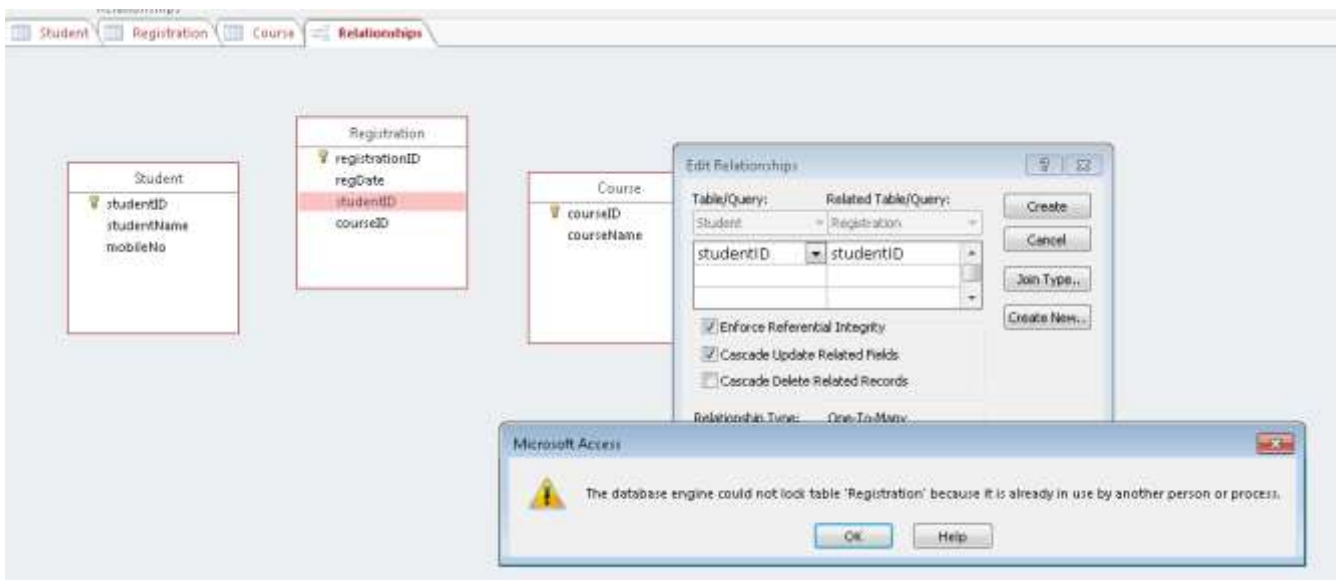 Relationships
Student Registration Course Relationships
Registration
registrationID
regDate
studentID
courseID
Student
studentID
studentName
mobileNo
Course
courseID
courseName
Edit Relationships
Table/Query: Related Table/Query:
Student Registration
studentID studentID
Create
Cancel
Join Type..
Create New..
Enforce Referential Integrity
Cascade Update Related Fields
Cascade Delete Related Records
Relationship Type: One-To-Many
Microsoft Access
The database engine could not lock table 'Registration' because it is already in use by another person or process.
OK Help